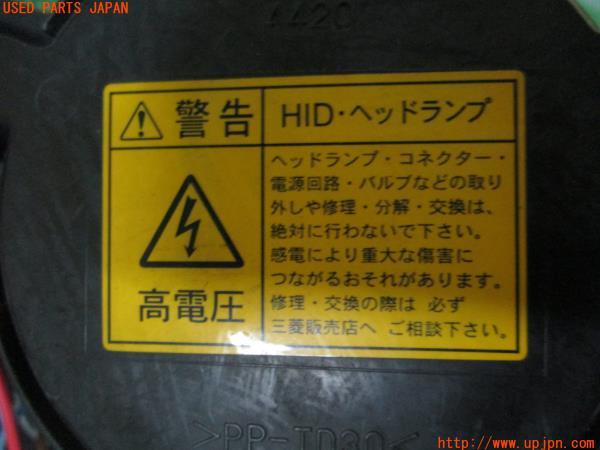 USED PARTS JAPAN
4420
警告
HID・ヘッドランプ
高電圧
ヘッドランプ・コネクター・
電源回路・バルブなどの取り
外しや修理・分解・交換は、
絶対に行わないで下さい。
感電により重大な傷害に
つながるおそれがあります。
修理・交換の際は 必ず
三菱販売店へ ご相談下さい。
>PP-TD30<
http://www.upjpn.com/